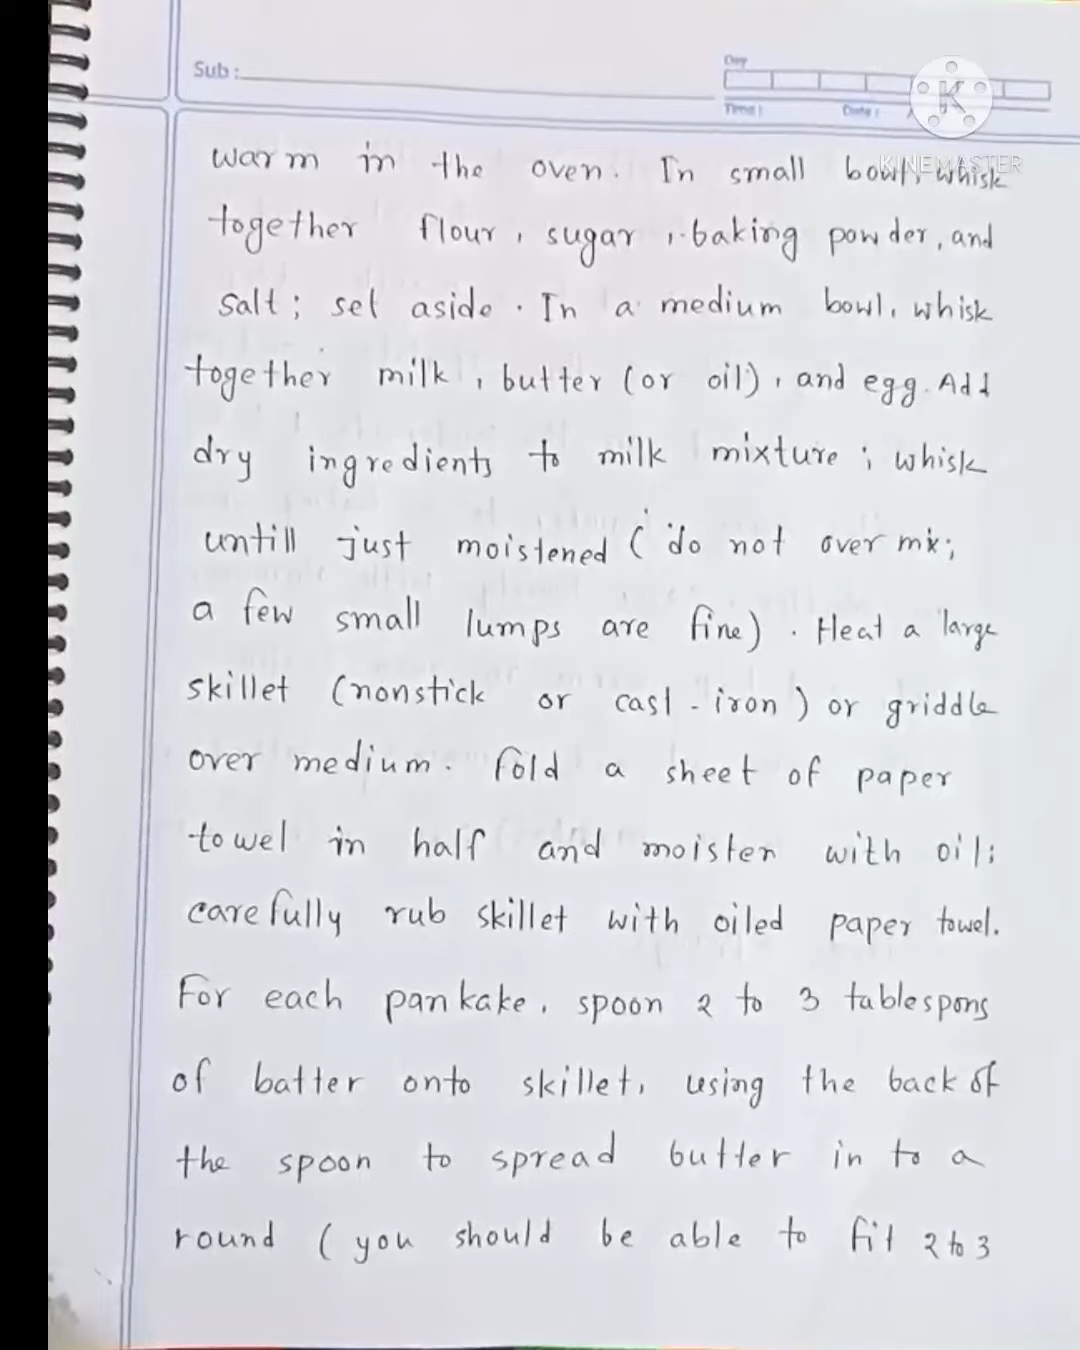 Sub :
Day
Time : Date :
KINEMASTER
warm in the oven. In small bowl, whisk
together flour, sugar, baking powder, and
salt; set aside. In a medium bowl, whisk
together milk, butter (or oil), and egg. Add
dry ingredients to milk mixture; whisk
untill just moistened (do not over mix;
a few small lumps are fine). Heat a large
skillet (nonstick or cast-iron) or griddle
over medium. Fold a sheet of paper
towel in half and moisten with oil;
carefully rub skillet with oiled paper towel.
For each pankake, spoon 2 to 3 tablespons
of batter onto skillet, using the back of
the spoon to spread butter in to a
round (you should be able to fit 2 to 3